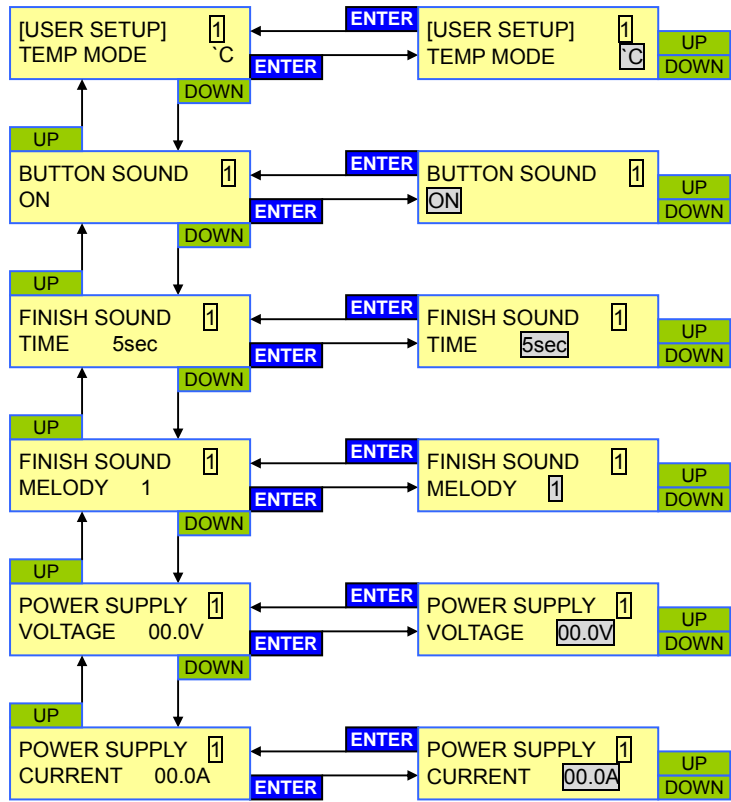 ENTER
[USER SETUP] 1
TEMP MODE `C
[USER SETUP] 1
TEMP MODE `C
UP
DOWN
ENTER
DOWN
UP
ENTER
BUTTON SOUND 1
ON
BUTTON SOUND 1
ON
UP
DOWN
ENTER
DOWN
UP
ENTER
FINISH SOUND 1
TIME 5sec
FINISH SOUND 1
TIME 5sec
UP
DOWN
ENTER
DOWN
UP
ENTER
FINISH SOUND 1
MELODY 1
FINISH SOUND 1
MELODY 1
UP
DOWN
ENTER
DOWN
UP
ENTER
POWER SUPPLY 1
VOLTAGE 00.0V
POWER SUPPLY 1
VOLTAGE 00.0V
UP
DOWN
ENTER
DOWN
UP
ENTER
POWER SUPPLY 1
CURRENT 00.0A
POWER SUPPLY 1
CURRENT 00.0A
UP
DOWN
ENTER